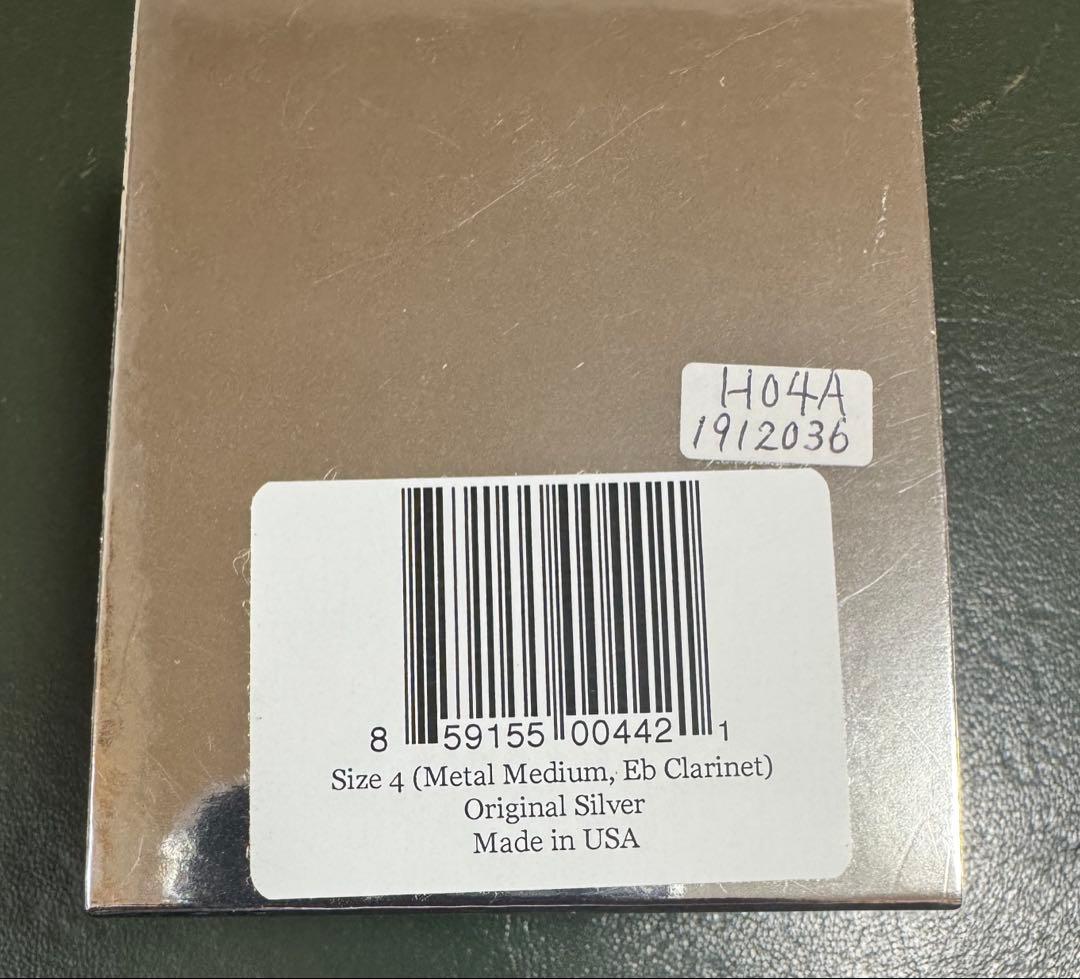 H04A
1912036
8 59155 00442 1
Size 4 (Metal Medium, Eb Clarinet)
Original Silver
Made in USA